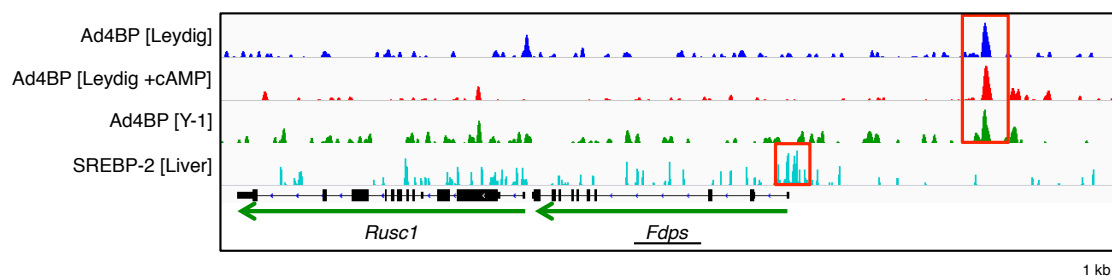 Ad4BP [Leydig]
Ad4BP [Leydig +cAMP]
Ad4BP [Y-1]
SREBP-2 [Liver]
Rusc1 Fdps
1 kb